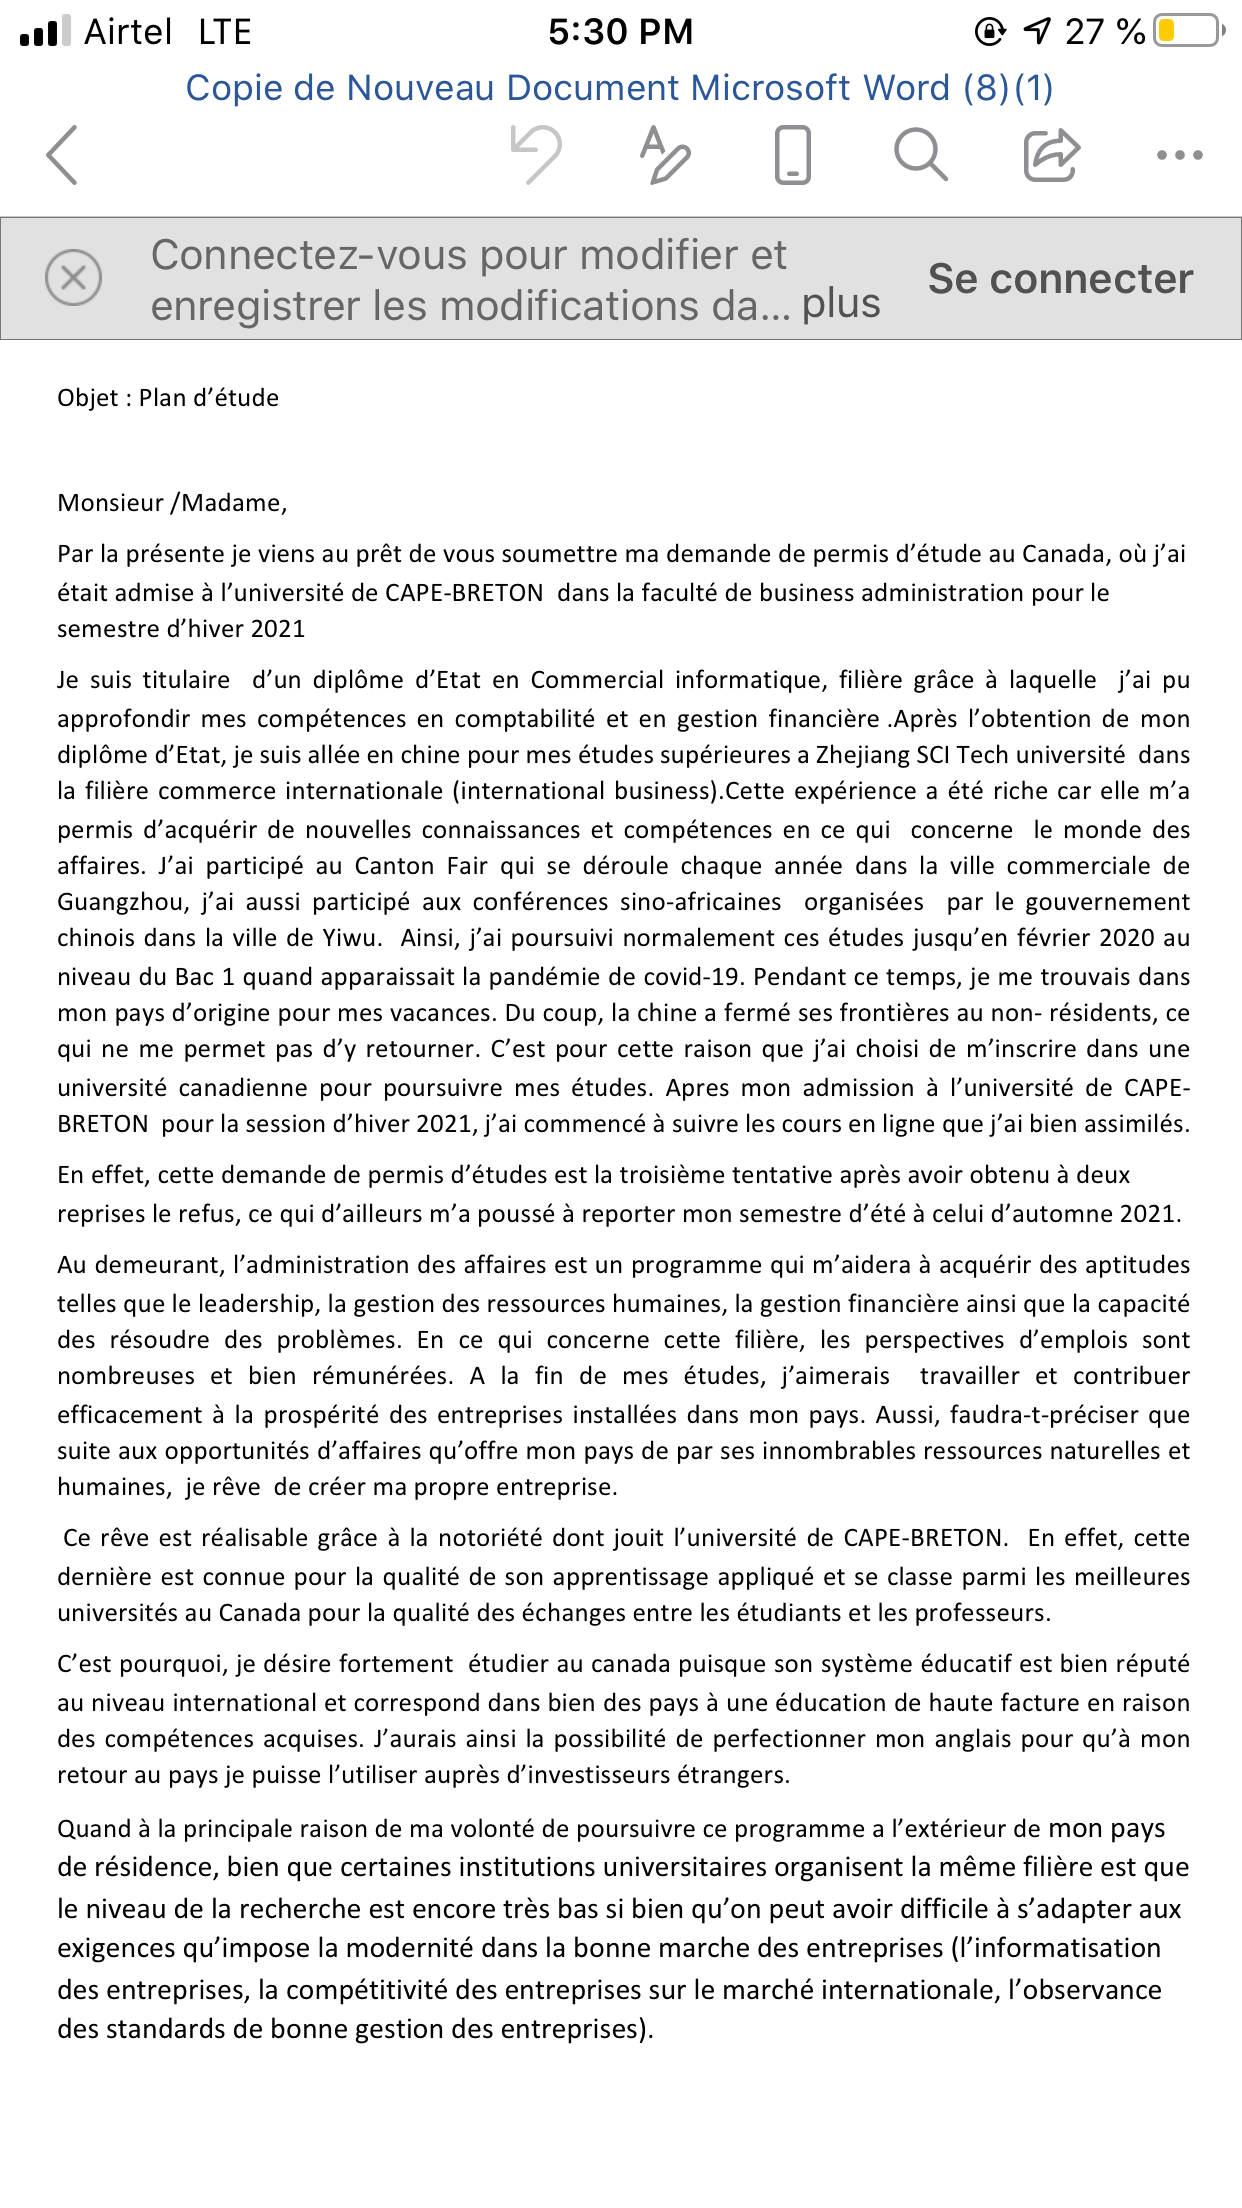 Airtel LTE 5:30 PM 27 %
Copie de Nouveau Document Microsoft Word (8)(1)
Connectez-vous pour modifier et
enregistrer les modifications da... plus
Se connecter
Objet : Plan d’étude
Monsieur /Madame,
Par la présente je viens au prêt de vous soumettre ma demande de permis d’étude au Canada, où j’ai
était admise à l’université de CAPE-BRETON dans la faculté de business administration pour le
semestre d’hiver 2021
Je suis titulaire d’un diplôme d’Etat en Commercial informatique, filière grâce à laquelle j’ai pu
approfondir mes compétences en comptabilité et en gestion financière .Après l’obtention de mon
diplôme d’Etat, je suis allée en chine pour mes études supérieures a Zhejiang SCI Tech université dans
la filière commerce internationale (international business).Cette expérience a été riche car elle m’a
permis d’acquérir de nouvelles connaissances et compétences en ce qui concerne le monde des
affaires. J’ai participé au Canton Fair qui se déroule chaque année dans la ville commerciale de
Guangzhou, j’ai aussi participé aux conférences sino-africaines organisées par le gouvernement
chinois dans la ville de Yiwu. Ainsi, j’ai poursuivi normalement ces études jusqu’en février 2020 au
niveau du Bac 1 quand apparaissait la pandémie de covid-19. Pendant ce temps, je me trouvais dans
mon pays d’origine pour mes vacances. Du coup, la chine a fermé ses frontières au non- résidents, ce
qui ne me permet pas d’y retourner. C’est pour cette raison que j’ai choisi de m’inscrire dans une
université canadienne pour poursuivre mes études. Apres mon admission à l’université de CAPE-
BRETON pour la session d’hiver 2021, j’ai commencé à suivre les cours en ligne que j’ai bien assimilés.
En effet, cette demande de permis d’études est la troisième tentative après avoir obtenu à deux
reprises le refus, ce qui d’ailleurs m’a poussé à reporter mon semestre d’été à celui d’automne 2021.
Au demeurant, l’administration des affaires est un programme qui m’aidera à acquérir des aptitudes
telles que le leadership, la gestion des ressources humaines, la gestion financière ainsi que la capacité
des résoudre des problèmes. En ce qui concerne cette filière, les perspectives d’emplois sont
nombreuses et bien rémunérées. A la fin de mes études, j’aimerais travailler et contribuer
efficacement à la prospérité des entreprises installées dans mon pays. Aussi, faudra-t-préciser que
suite aux opportunités d’affaires qu’offre mon pays de par ses innombrables ressources naturelles et
humaines, je rêve de créer ma propre entreprise.
Ce rêve est réalisable grâce à la notoriété dont jouit l’université de CAPE-BRETON. En effet, cette
dernière est connue pour la qualité de son apprentissage appliqué et se classe parmi les meilleures
universités au Canada pour la qualité des échanges entre les étudiants et les professeurs.
C’est pourquoi, je désire fortement étudier au canada puisque son système éducatif est bien réputé
au niveau international et correspond dans bien des pays à une éducation de haute facture en raison
des compétences acquises. J’aurais ainsi la possibilité de perfectionner mon anglais pour qu’à mon
retour au pays je puisse l’utiliser auprès d’investisseurs étrangers.
Quand à la principale raison de ma volonté de poursuivre ce programme a l’extérieur de mon pays
de résidence, bien que certaines institutions universitaires organisent la même filière est que
le niveau de la recherche est encore très bas si bien qu’on peut avoir difficile à s’adapter aux
exigences qu’impose la modernité dans la bonne marche des entreprises (l’informatisation
des entreprises, la compétitivité des entreprises sur le marché internationale, l’observance
des standards de bonne gestion des entreprises).